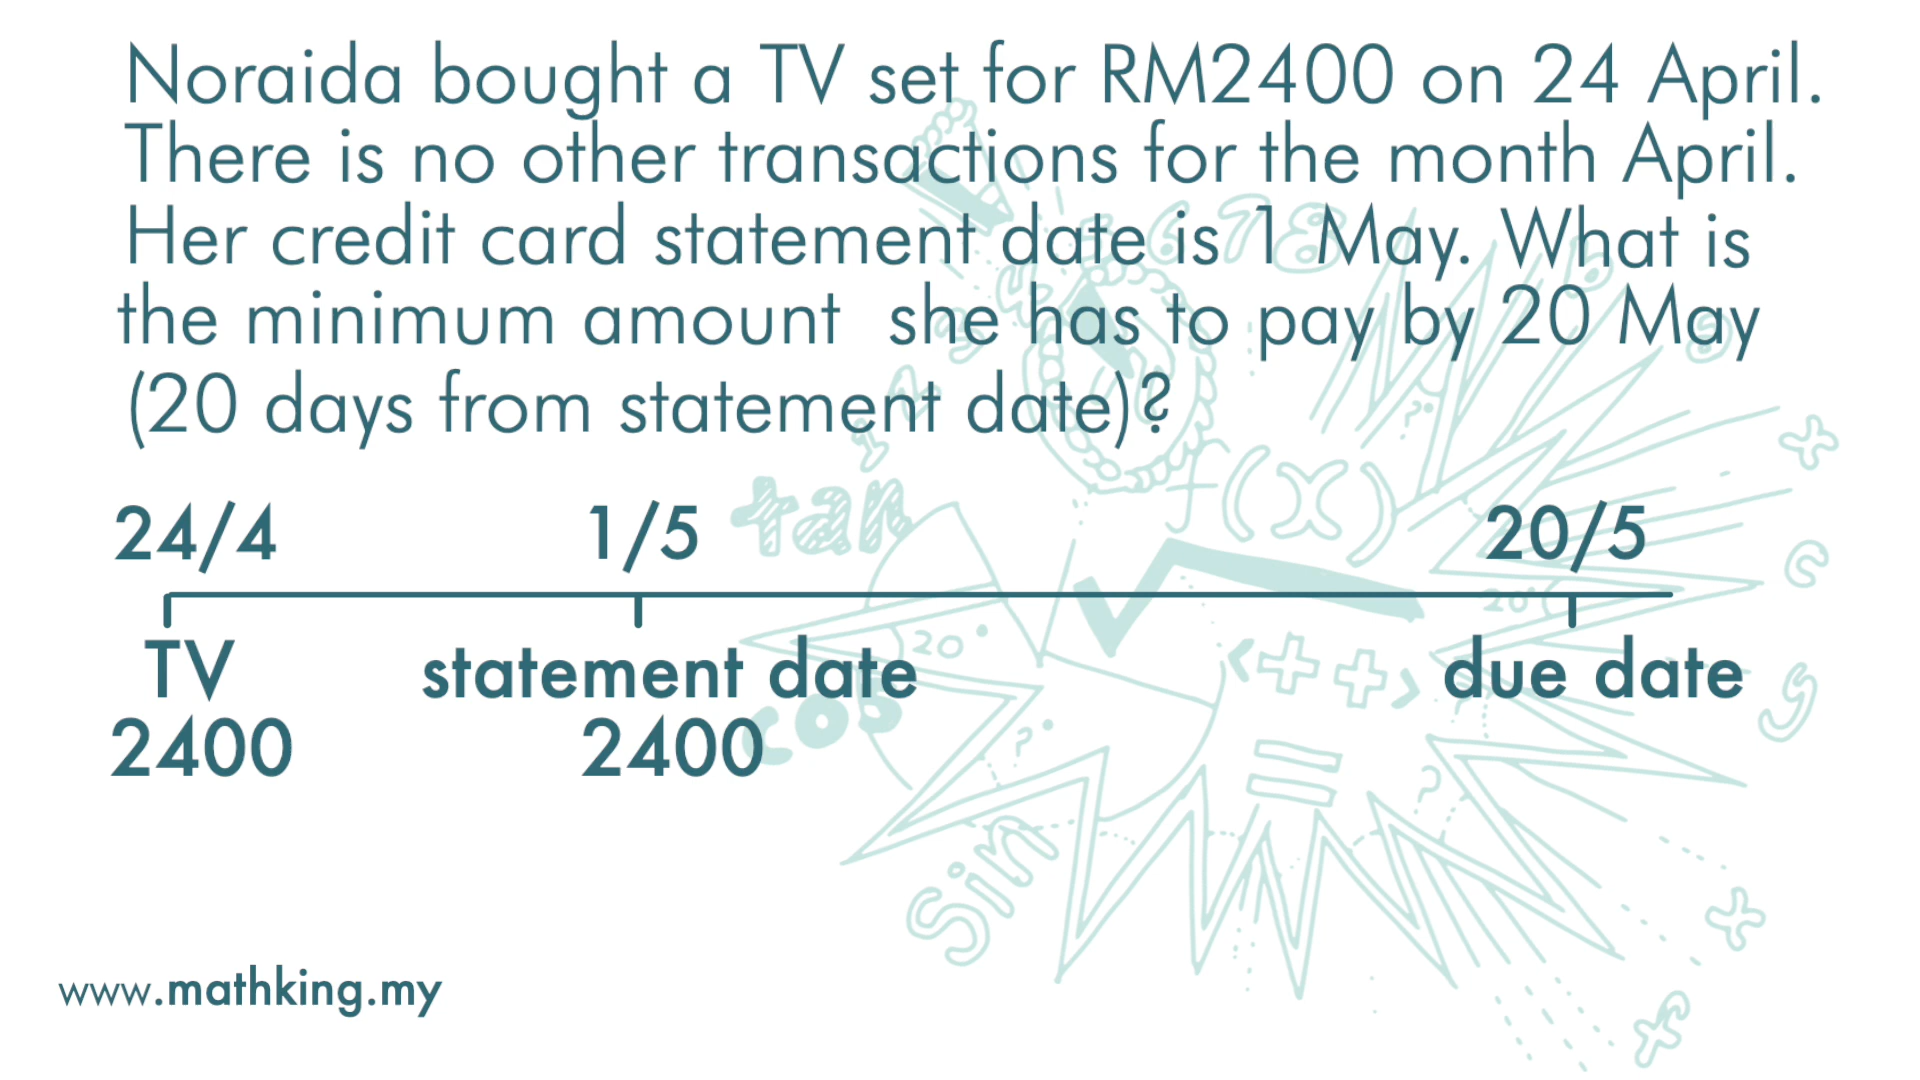 Noraida bought a TV set for RM2400 on 24 April.
There is no other transactions for the month April.
Her credit card statement date is 1 May. What is
the minimum amount she has to pay by 20 May
(20 days from statement date)?
24/4 1/5 20/5
TV statement date due date
2400 2400
tan
f(x)
cos
sin
www.mathking.my